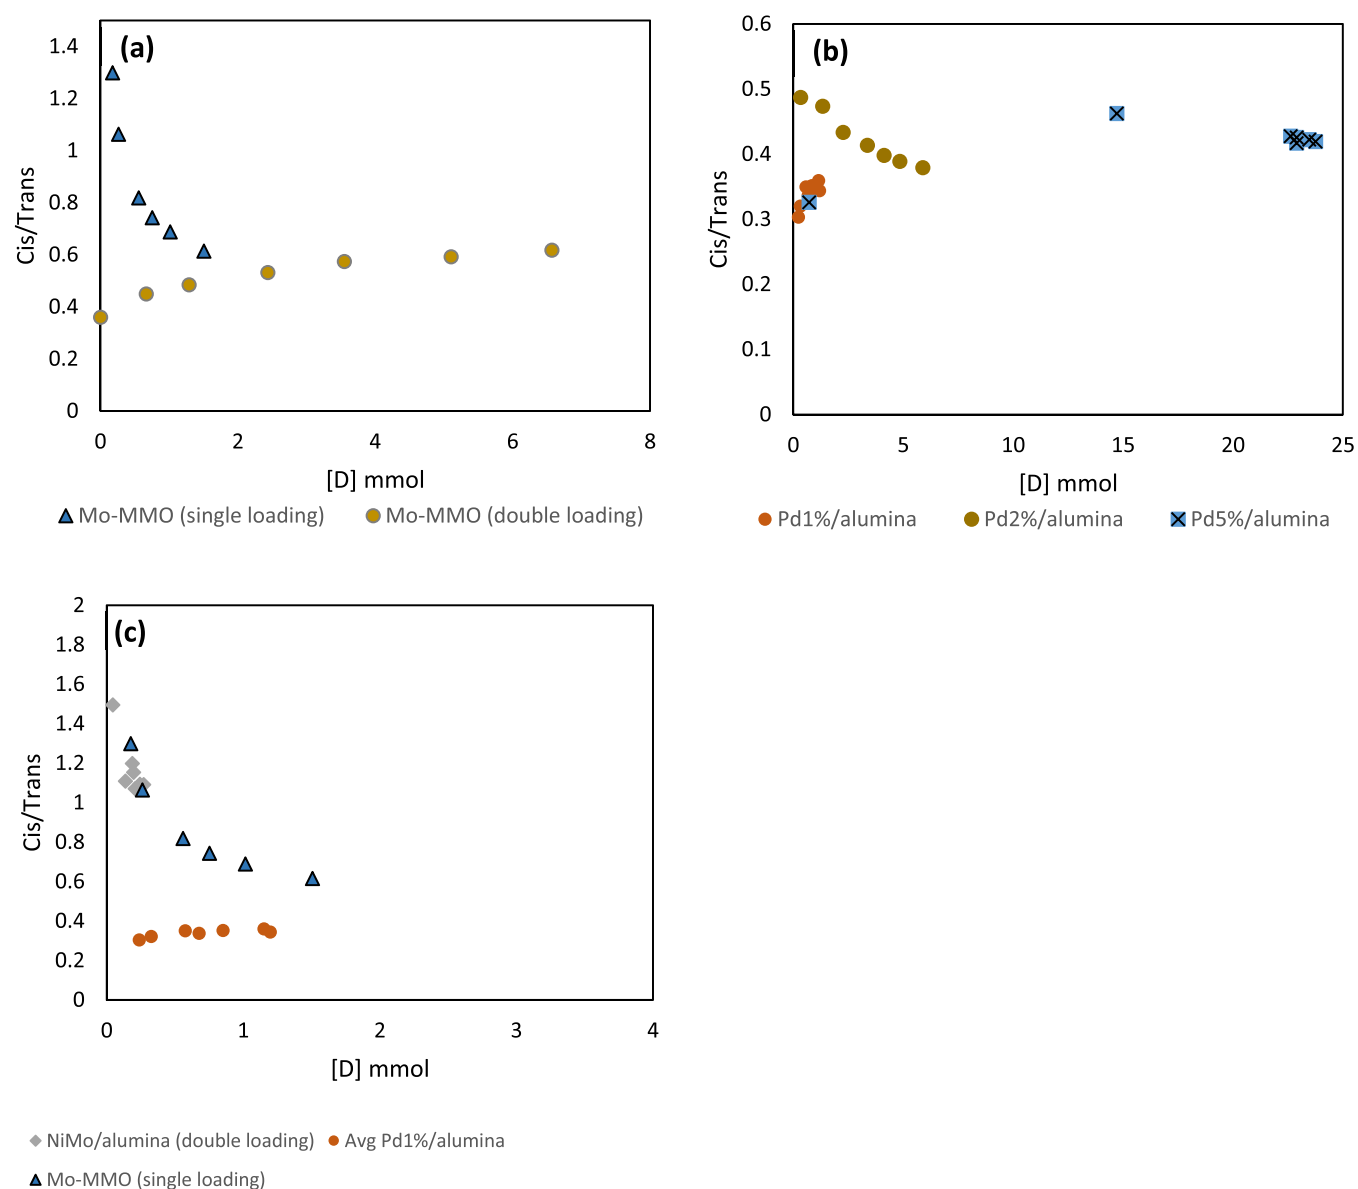 (a)
1.4
1.2
1
0.8
0.6
0.4
0.2
0
Cis/Trans
0 2 4 6 8
[D] mmol
Mo-MMO (single loading) Mo-MMO (double loading)
(b)
0.6
0.5
0.4
0.3
0.2
0.1
0
Cis/Trans
0 5 10 15 20 25
[D] mmol
Pd1%/alumina Pd2%/alumina Pd5%/alumina
(c)
2
1.8
1.6
1.4
1.2
1
0.8
0.6
0.4
0.2
0
Cis/Trans
0 1 2 3 4
[D] mmol
NiMo/alumina (double loading) Avg Pd1%/alumina
Mo-MMO (single loading)